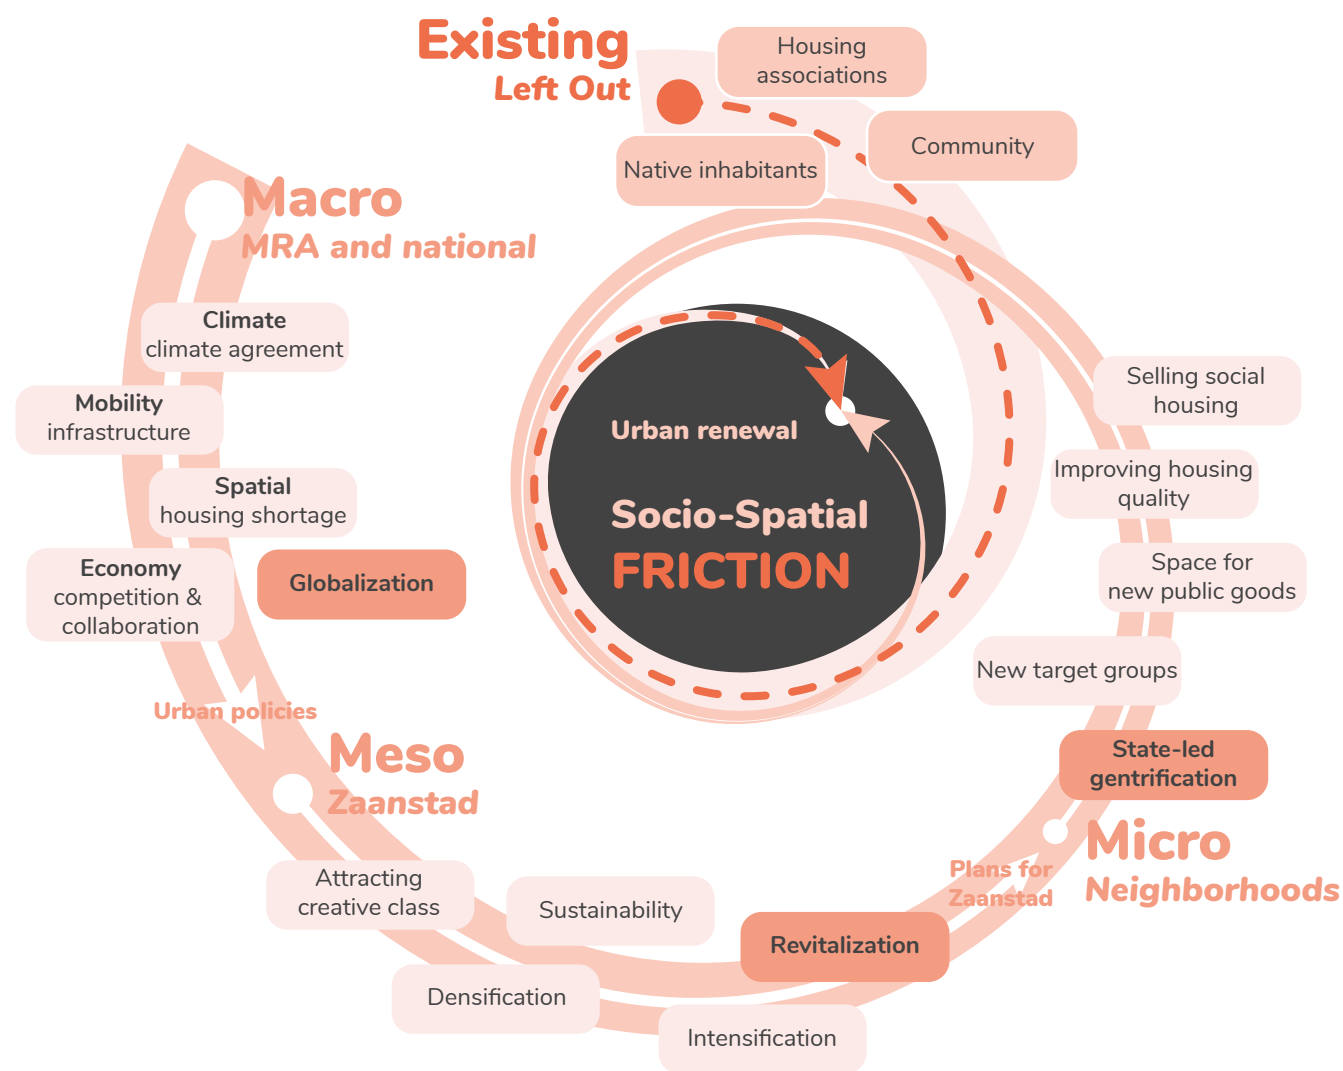 Existing
Left Out
Housing
associations
Community
Native inhabitants
Macro
MRA and national
Climate
climate agreement
Mobility
infrastructure
Spatial
housing shortage
Economy
competition &
collaboration
Globalization
Urban policies
Meso
Zaanstad
Attracting
creative class
Sustainability
Densification
Intensification
Revitalization
Plans for
Zaanstad
Micro
Neighborhoods
State-led
gentrification
New target groups
Space for
new public goods
Improving housing
quality
Selling social
housing
Urban renewal
Socio-Spatial
FRICTION